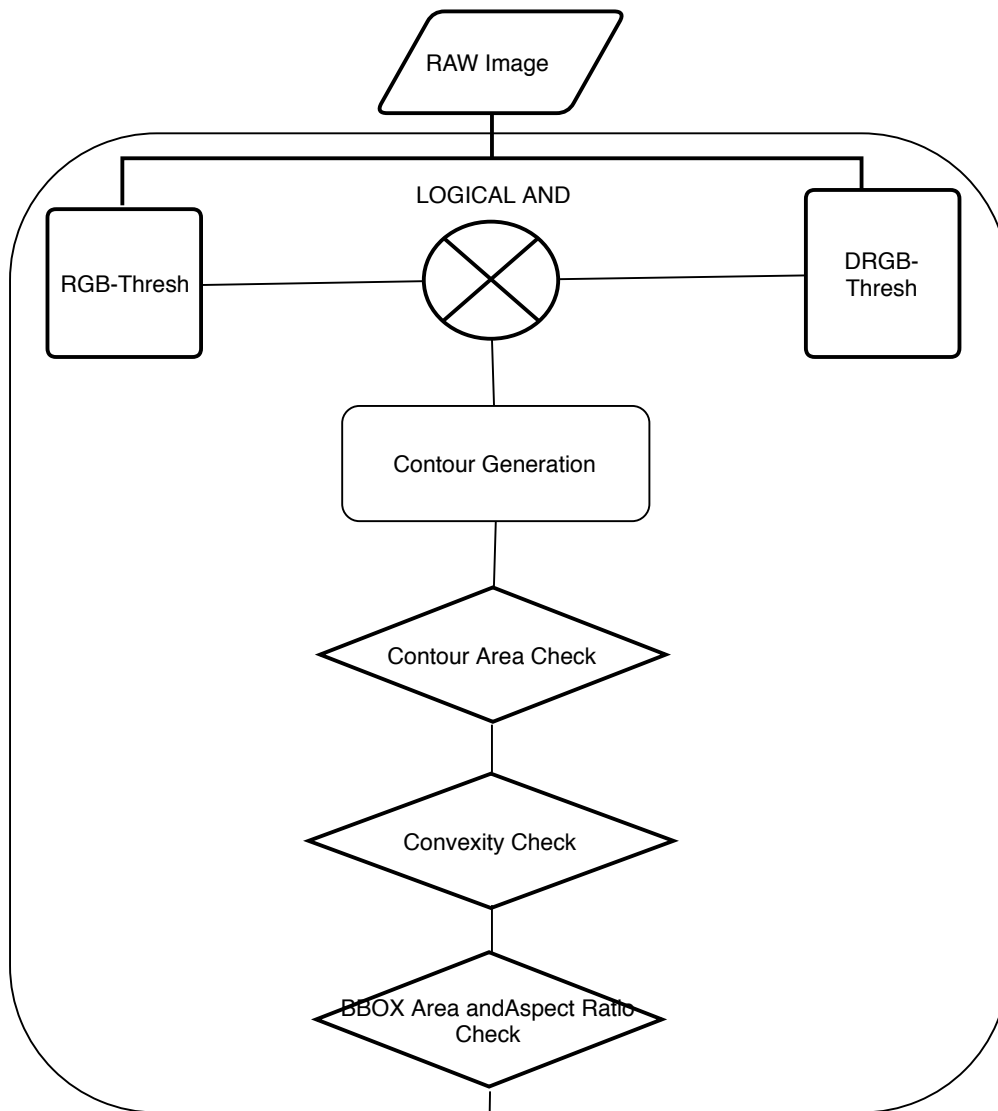 RAW Image
LOGICAL AND
RGB-Thresh
DRGB-
Thresh
Contour Generation
Contour Area Check
Convexity Check
BBOX Area andAspect Ratio
Check